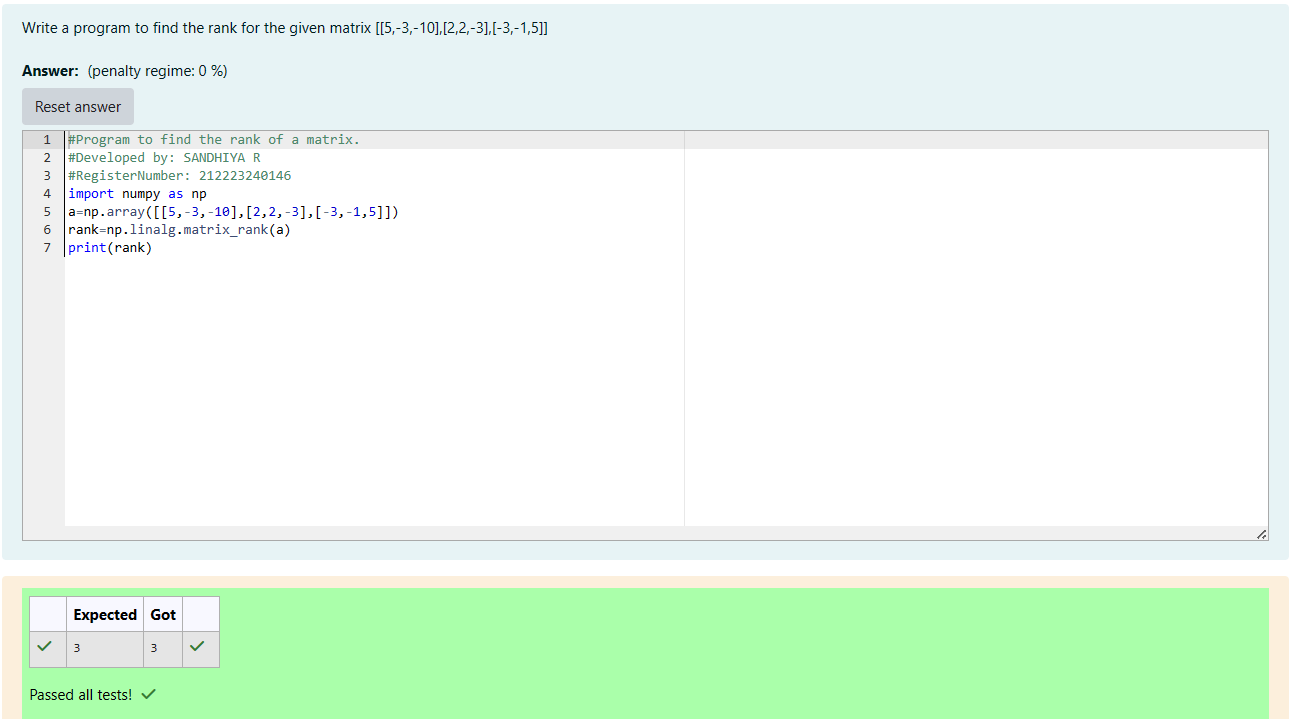 Write a program to find the rank for the given matrix [[5,-3,-10],[2,2,-3],[-3,-1,5]]
Answer: (penalty regime: 0 %)
Reset answer
1 #Program to find the rank of a matrix.
2 #Developed by: SANDHIYA R
3 #RegisterNumber: 212223240146
4 import numpy as np
5 a=np.array([[5,-3,-10],[2,2,-3],[-3,-1,5]])
6 rank=np.linalg.matrix_rank(a)
7 print(rank)
Expected Got
3 3
Passed all tests!